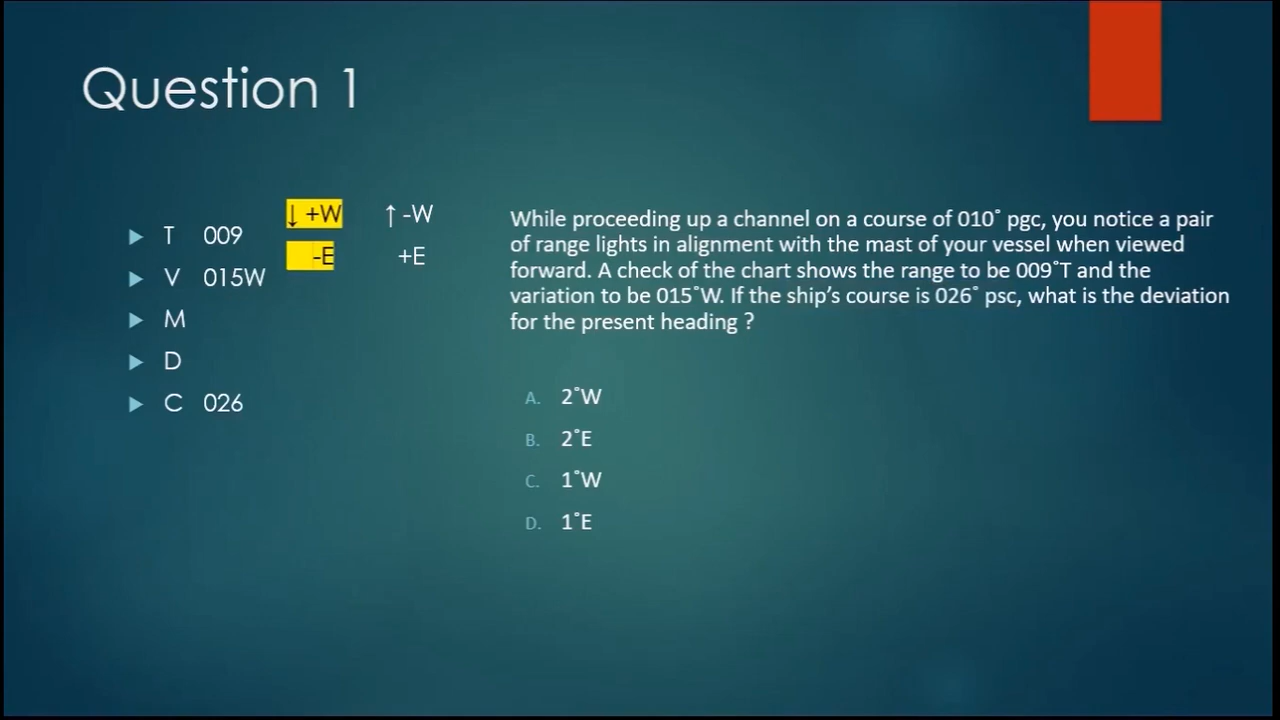 Question 1
↓ +W ↑ -W
T 009
-E +E
V 015W
M
D
C 026
While proceeding up a channel on a course of 010˚ pgc, you notice a pair
of range lights in alignment with the mast of your vessel when viewed
forward. A check of the chart shows the range to be 009˚T and the
variation to be 015˚W. If the ship’s course is 026˚ psc, what is the deviation
for the present heading ?
A. 2˚W
B. 2˚E
C. 1˚W
D. 1˚E